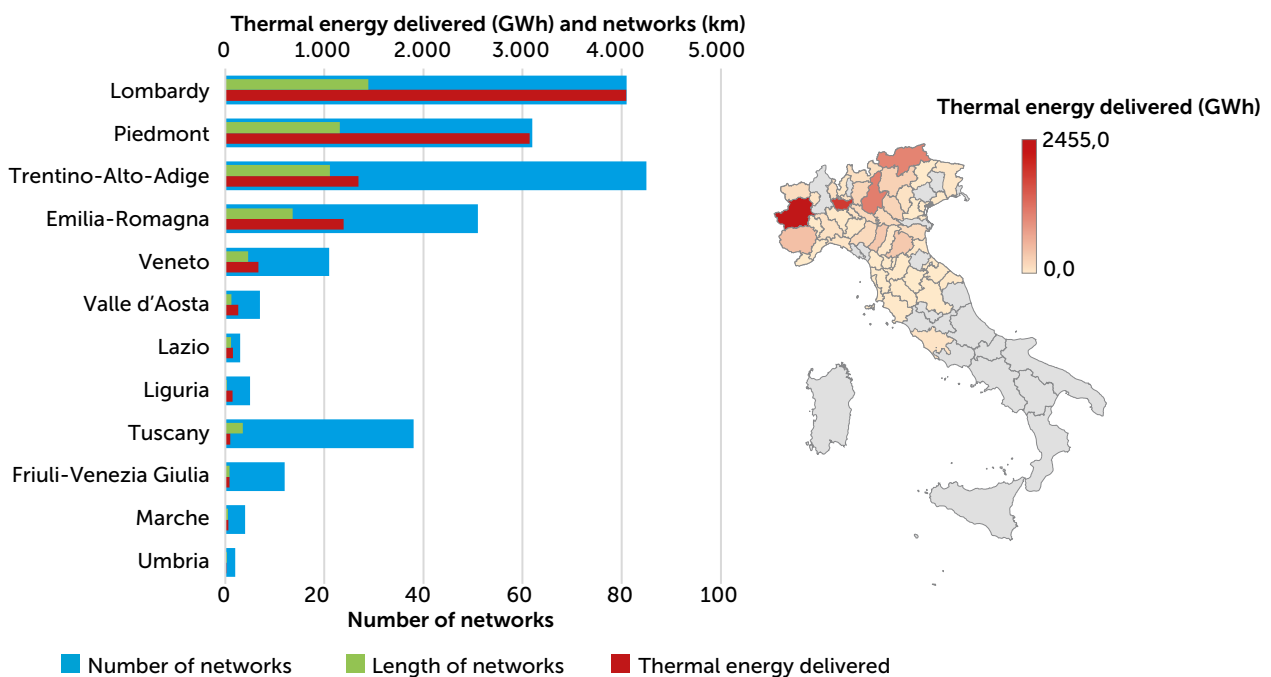 Thermal energy delivered (GWh) and networks (km)
0 1.000 2.000 3.000 4.000 5.000
Lombardy
Piedmont
Trentino-Alto-Adige
Emilia-Romagna
Veneto
Valle d’Aosta
Lazio
Liguria
Tuscany
Friuli-Venezia Giulia
Marche
Umbria
0 20 40 60 80 100
Number of networks
Number of networks Length of networks Thermal energy delivered
Thermal energy delivered (GWh)
2455,0
0,0